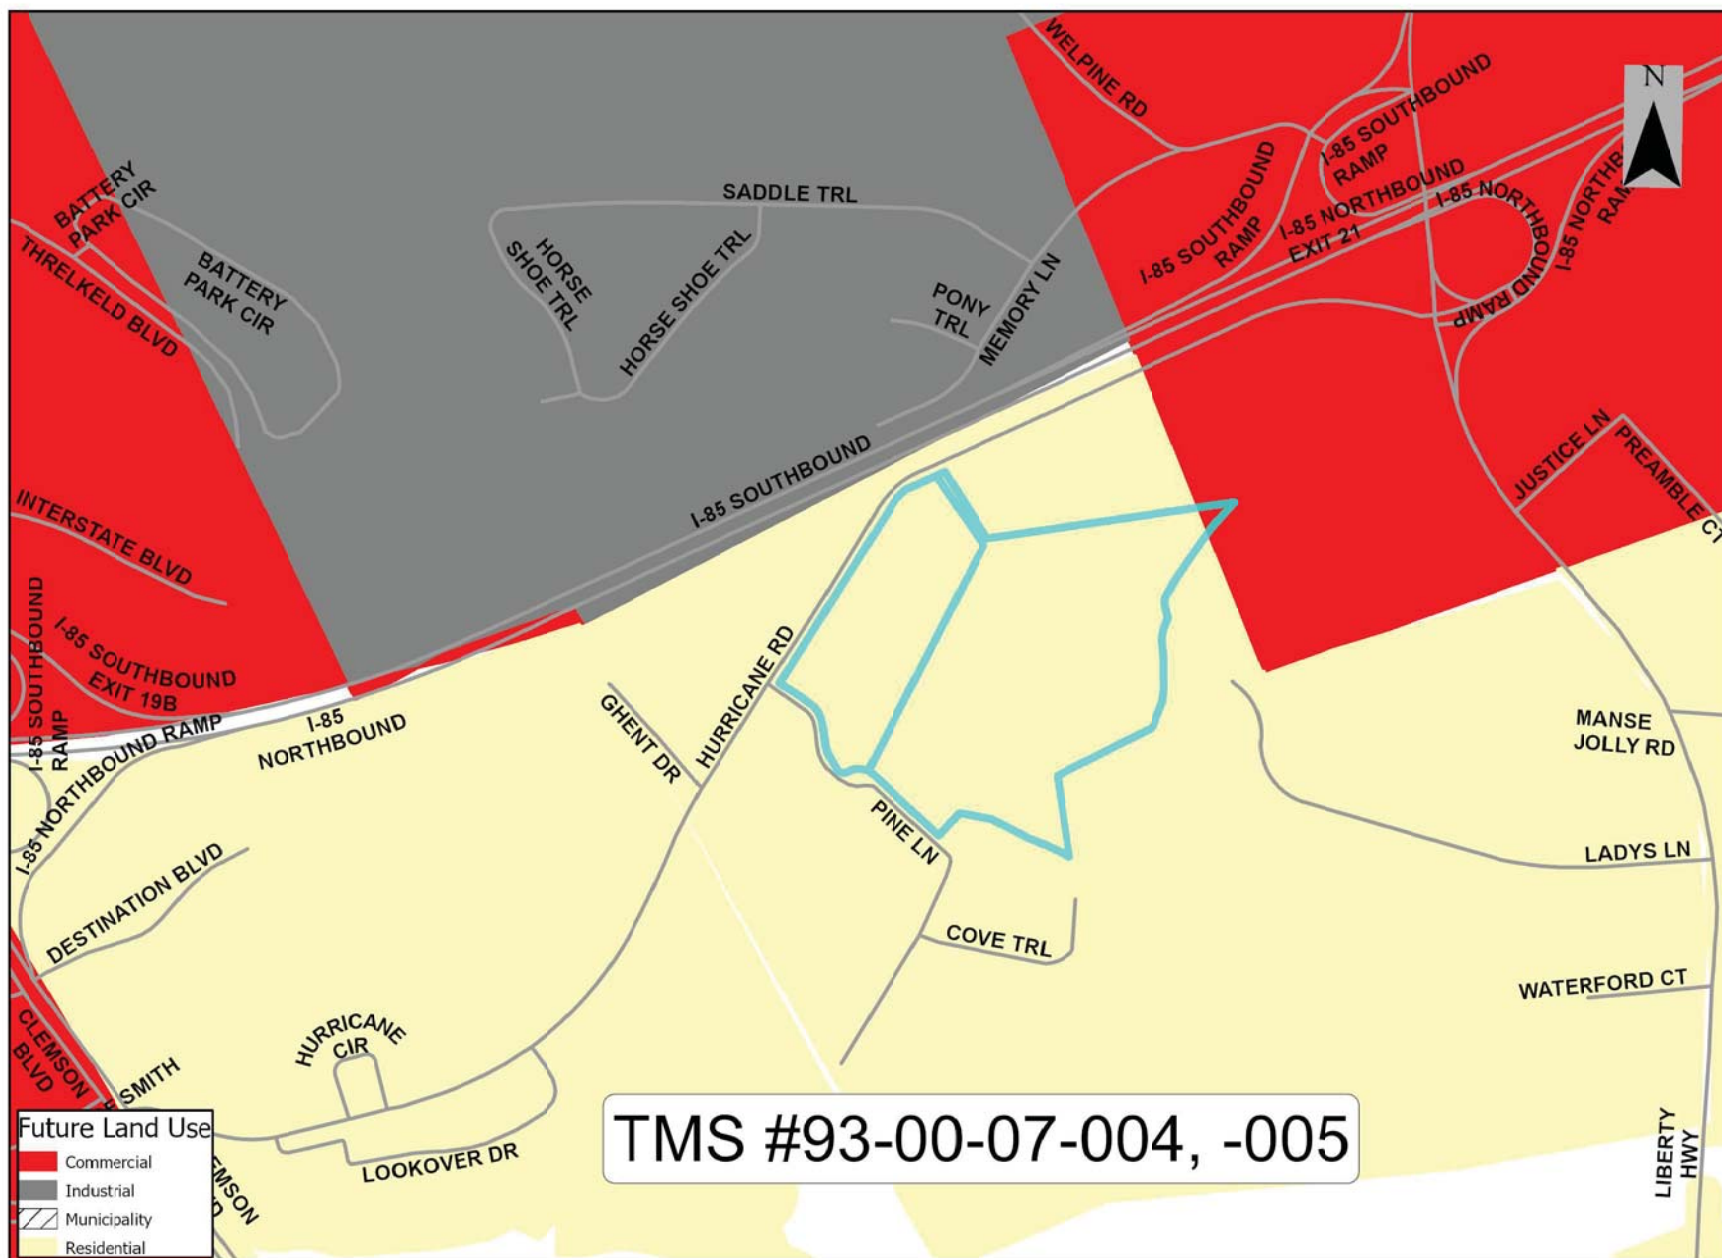 WELPINE RD
N
I-85 SOUTHBOUND
RAMP
BATTERY
PARK CIR
SADDLE TRL
I-85 SOUTHBOUND
RAMP
I-85 NORTHBOUND
EXIT 21
I-85 NORTHBOUND RAMP
I-85 NORTHB
THRELKELD BLVD
BATTERY
PARK CIR
HORSE
SHOE TRL
HORSE SHOE TRL
PONY
TRL
MEMORY LN
I-85 SOUTHBOUND
JUSTICE LN
PREAMBLE CT
INTERSTATE BLVD
I-85 SOUTHBOUND
RAMP
I-85 SOUTHBOUND
EXIT 19B
I-85 NORTHBOUND RAMP
I-85
NORTHBOUND
GHENT DR
HURRICANE RD
MANSE
JOLLY RD
PINE LN
LADYS LN
DESTINATION BLVD
COVE TRL
WATERFORD CT
HURRICANE
CIR
CLEMSON
BLVD
SMITH
LOOKOVER DR
LIBERTY
HWY
TMS #93-00-07-004, -005
Future Land Use
Commercial
Industrial
Municipality
Residential